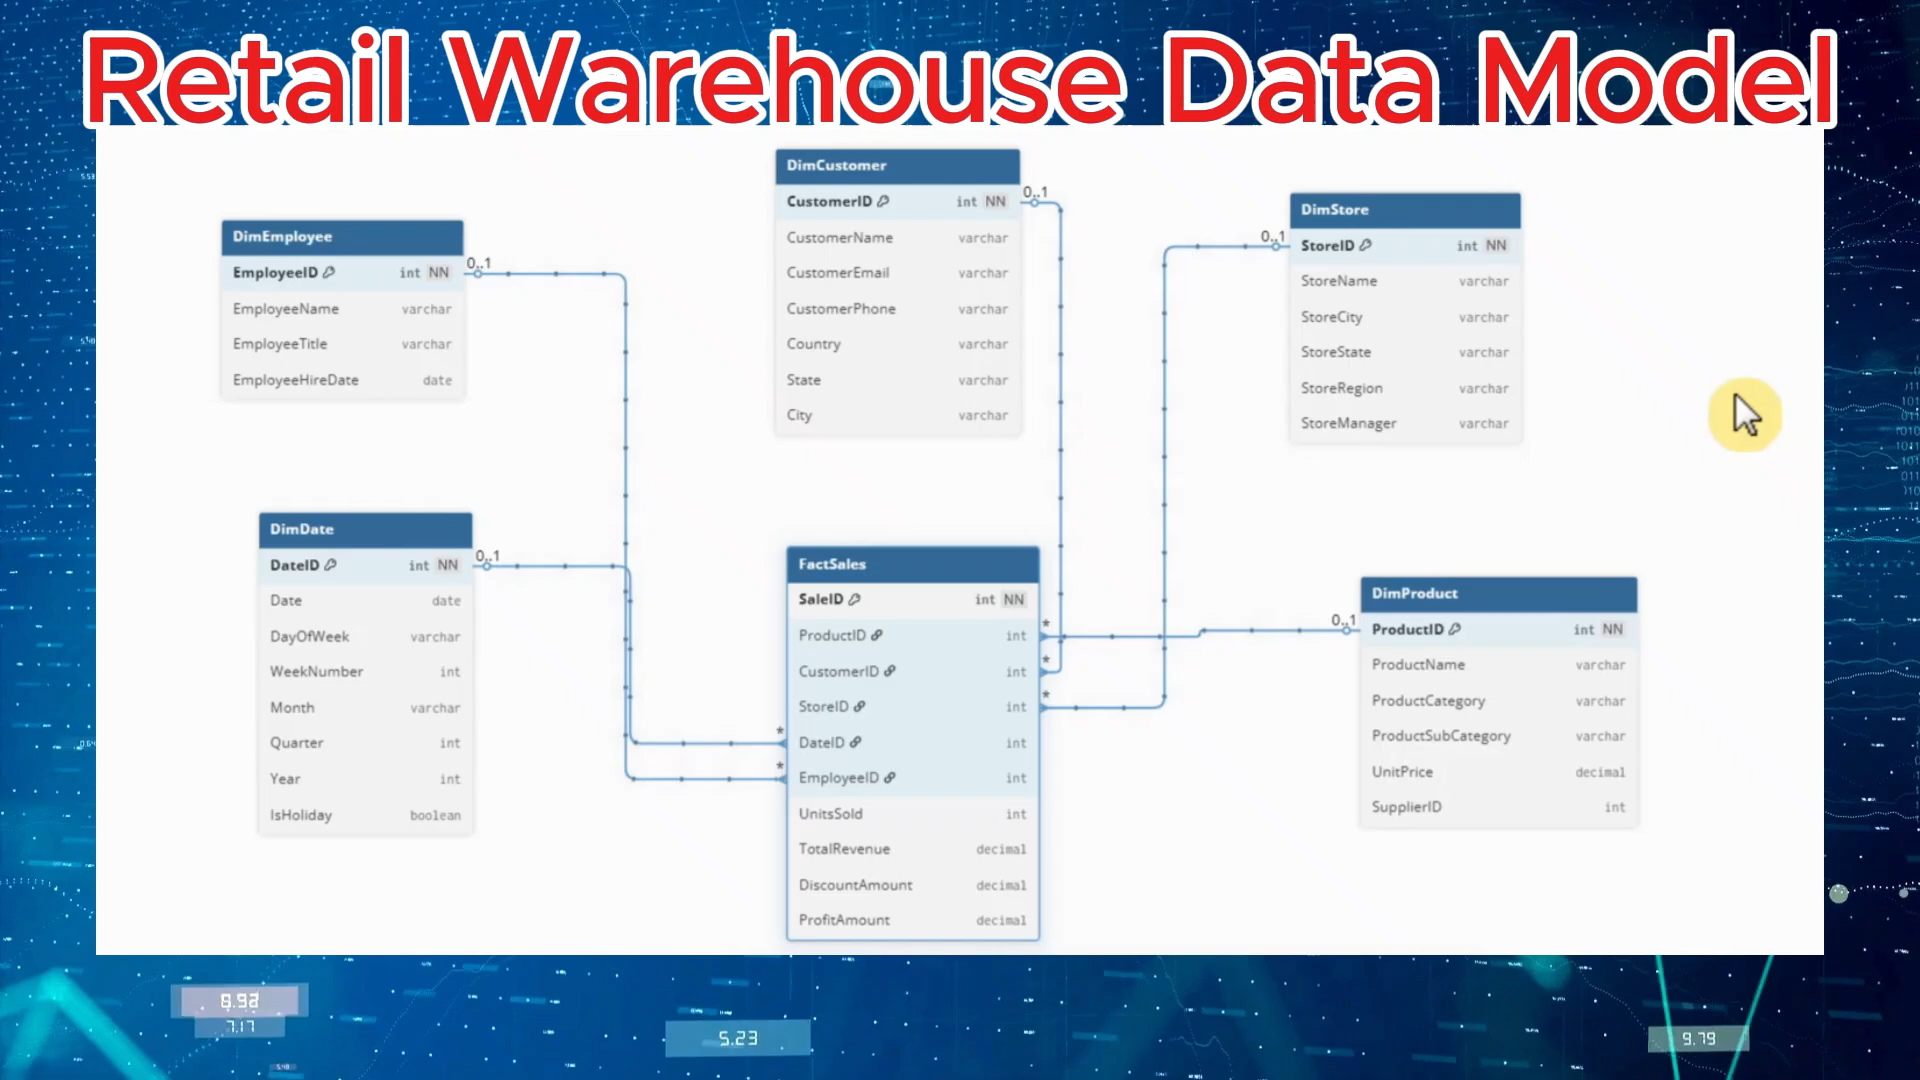 Retail Warehouse Data Model
DimEmployee
EmployeeID int NN
EmployeeName varchar
EmployeeTitle varchar
EmployeeHireDate date
0..1
DimCustomer
CustomerID int NN
CustomerName varchar
CustomerEmail varchar
CustomerPhone varchar
Country varchar
State varchar
City varchar
0..1
DimStore
StoreID int NN
StoreName varchar
StoreCity varchar
StoreState varchar
StoreRegion varchar
StoreManager varchar
0..1
DimDate
DateID int NN
Date date
DayOfWeek varchar
WeekNumber int
Month varchar
Quarter int
Year int
IsHoliday boolean
0..1
FactSales
SaleID int NN
ProductID int *
CustomerID int *
StoreID int *
* DateID int
* EmployeeID int
UnitsSold int
TotalRevenue decimal
DiscountAmount decimal
ProfitAmount decimal
DimProduct
0..1
ProductID int NN
ProductName varchar
ProductCategory varchar
ProductSubCategory varchar
UnitPrice decimal
SupplierID int
8.92
7.17
5.23
9.79